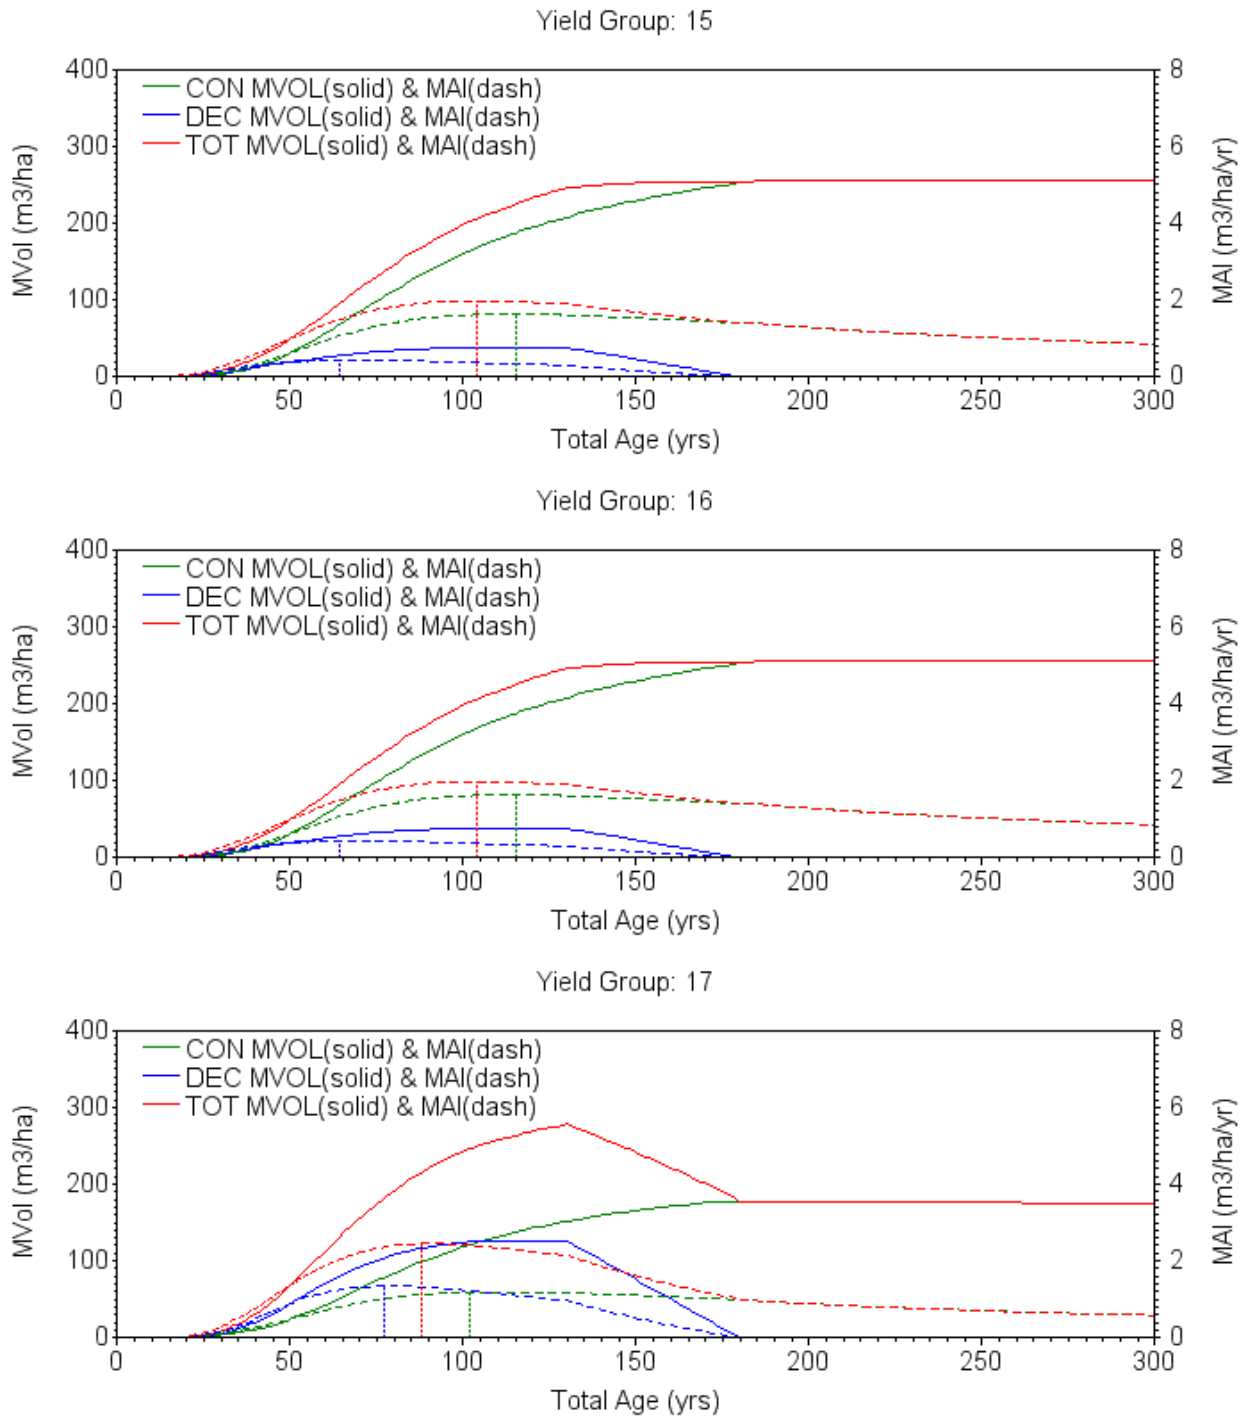 Yield Group: 15
400 8
CON MVOL(solid) & MAI(dash)
DEC MVOL(solid) & MAI(dash)
TOT MVOL(solid) & MAI(dash)
300 6
MVol (m3/ha) MAI (m3/ha/yr)
200 4
100 2
0 0
0 50 100 150 200 250 300
Total Age (yrs)
Yield Group: 16
400 8
CON MVOL(solid) & MAI(dash)
DEC MVOL(solid) & MAI(dash)
TOT MVOL(solid) & MAI(dash)
300 6
MVol (m3/ha) MAI (m3/ha/yr)
200 4
100 2
0 0
0 50 100 150 200 250 300
Total Age (yrs)
Yield Group: 17
400 8
CON MVOL(solid) & MAI(dash)
DEC MVOL(solid) & MAI(dash)
TOT MVOL(solid) & MAI(dash)
300 6
MVol (m3/ha) MAI (m3/ha/yr)
200 4
100 2
0 0
0 50 100 150 200 250 300
Total Age (yrs)